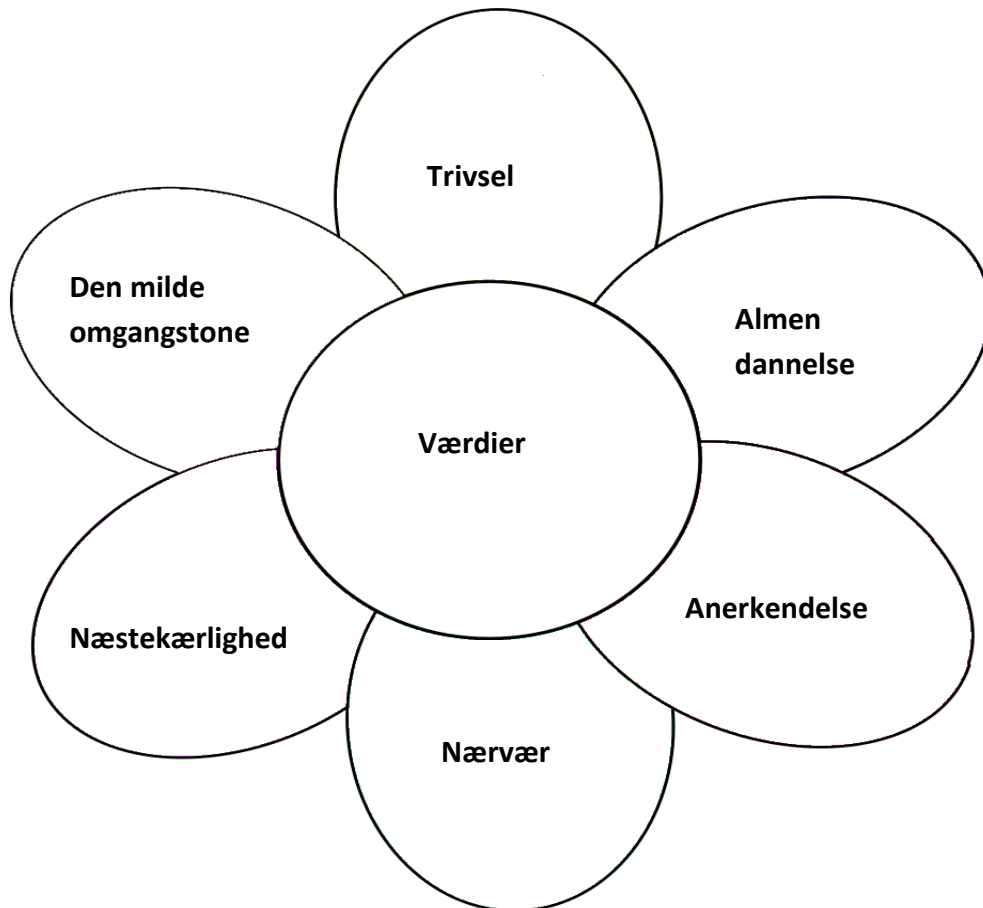 Trivsel
Den milde
omgangstone
Almen
dannelse
Værdier
Anerkendelse
Næstekærlighed
Nærvær